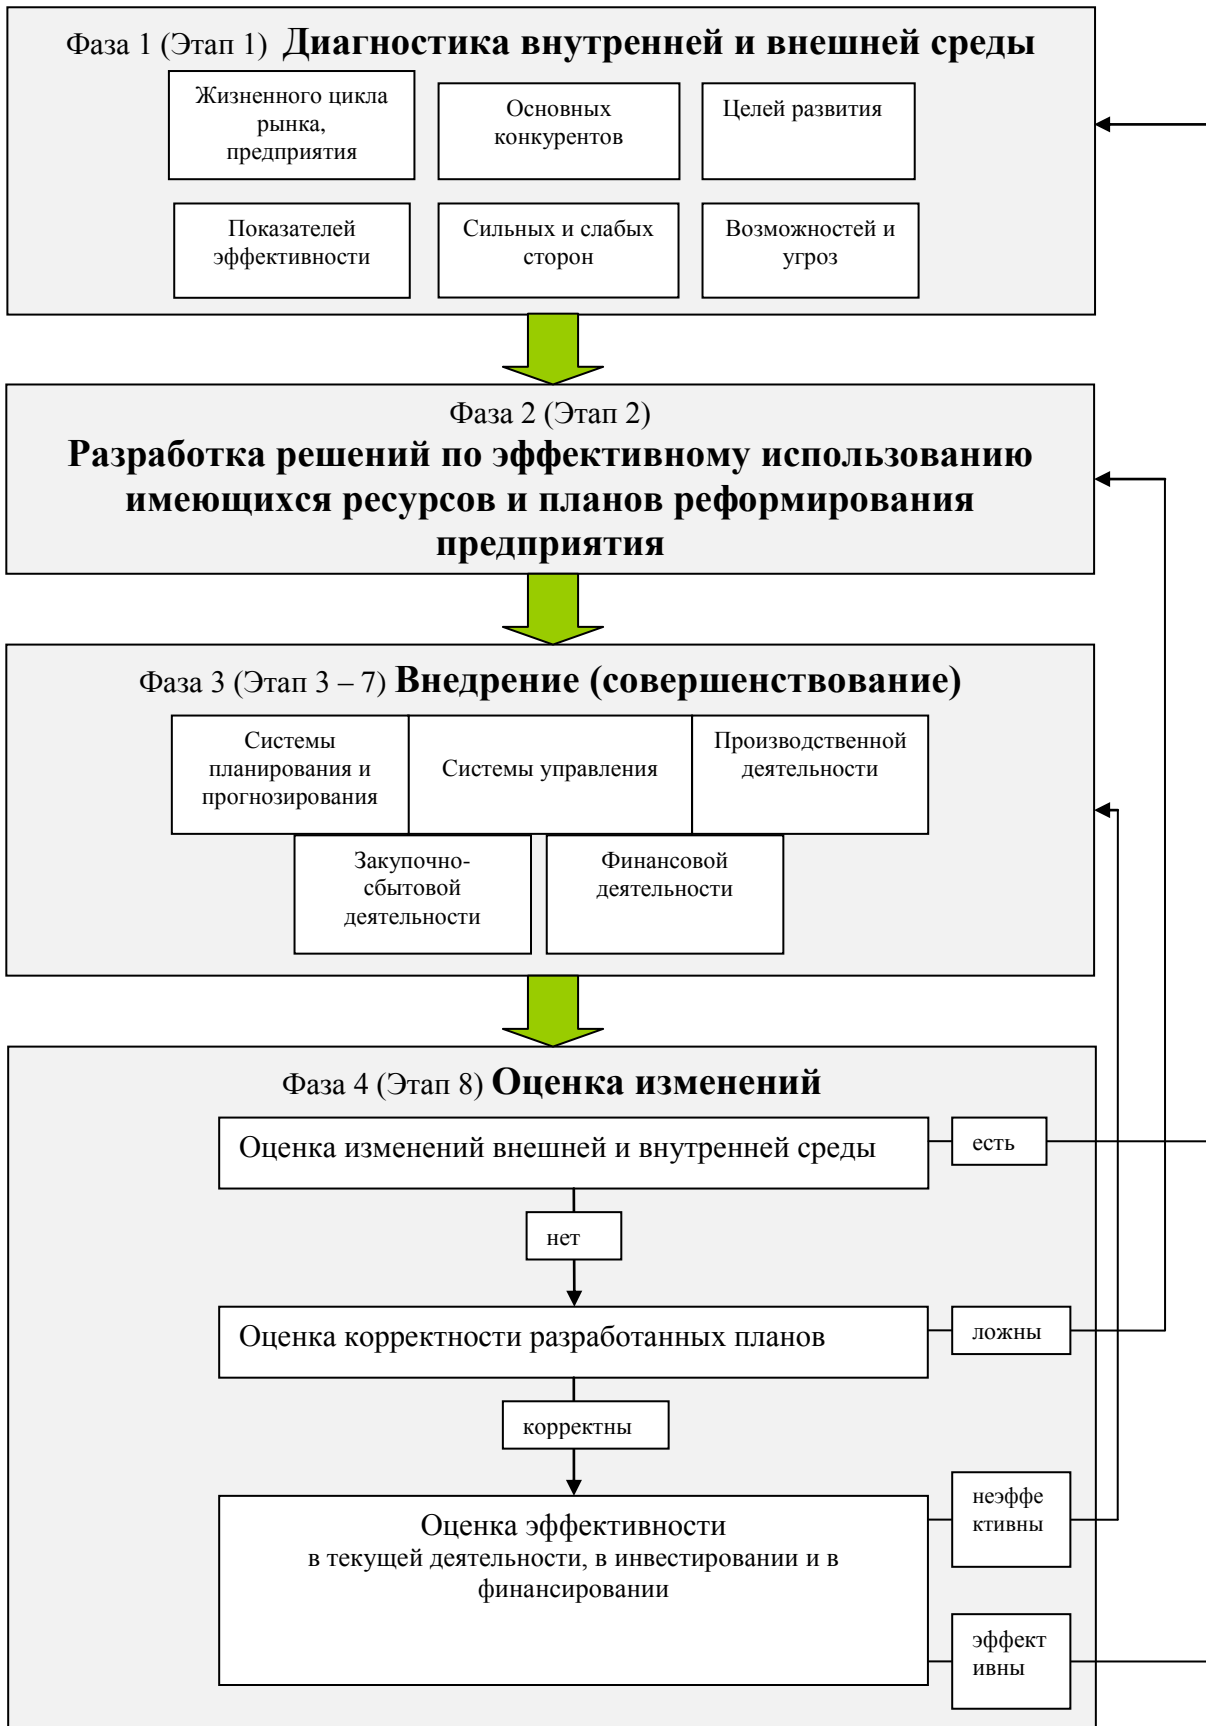 Фаза 1 (Этап 1) Диагностика внутренней и внешней среды
Жизненного цикла
рынка,
предприятия
Основных
конкурентов
Целей развития
Показателей
эффективности
Сильных и слабых
сторон
Возможностей и
угроз
Фаза 2 (Этап 2)
Разработка решений по эффективному использованию
имеющихся ресурсов и планов реформирования
предприятия
Фаза 3 (Этап 3 – 7) Внедрение (совершенствование)
Системы
планирования и
прогнозирования
Системы управления
Производственной
деятельности
Закупочно-
сбытовой
деятельности
Финансовой
деятельности
Фаза 4 (Этап 8) Оценка изменений
Оценка изменений внешней и внутренней среды
есть
нет
Оценка корректности разработанных планов
ложны
корректны
Оценка эффективности
в текущей деятельности, в инвестировании и в
финансировании
неэффе
ктивны
эффект
ивны